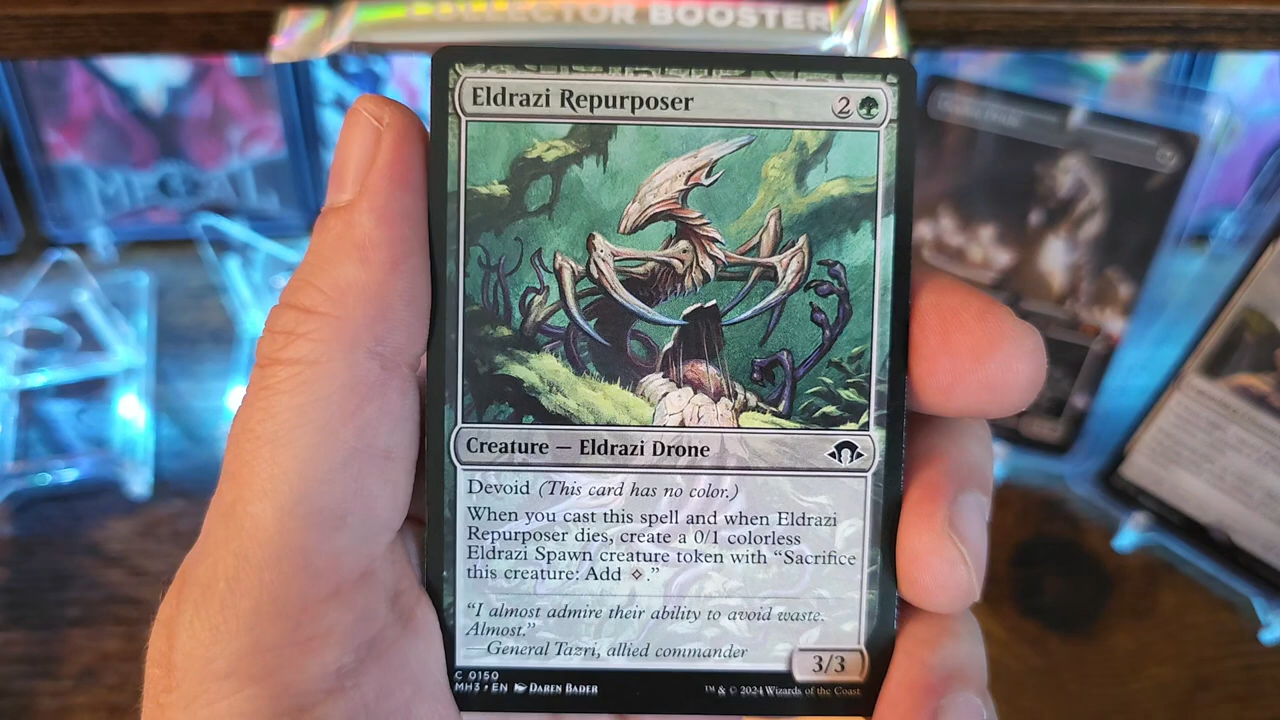 COLLECTOR BOOSTER
Eldrazi Repurposer
2
Creature — Eldrazi Drone
Devoid (This card has no color.)
When you cast this spell and when Eldrazi
Repurposer dies, create a 0/1 colorless
Eldrazi Spawn creature token with “Sacrifice
this creature: Add ◇.”
“I almost admire their ability to avoid waste.
Almost.”
—General Tazri, allied commander
3/3
C 0150
MH3 • EN Daren Bader
™ & © 2024 Wizards of the Coast